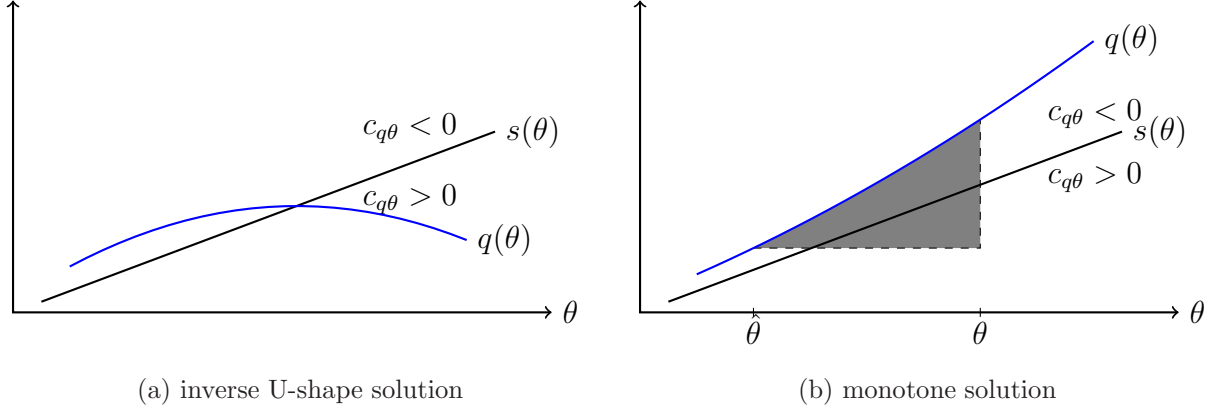 c_{qθ} < 0
s(θ)
c_{qθ} > 0
q(θ)
θ
(a) inverse U-shape solution
q(θ)
c_{qθ} < 0
s(θ)
c_{qθ} > 0
θ
θ̂
θ
(b) monotone solution